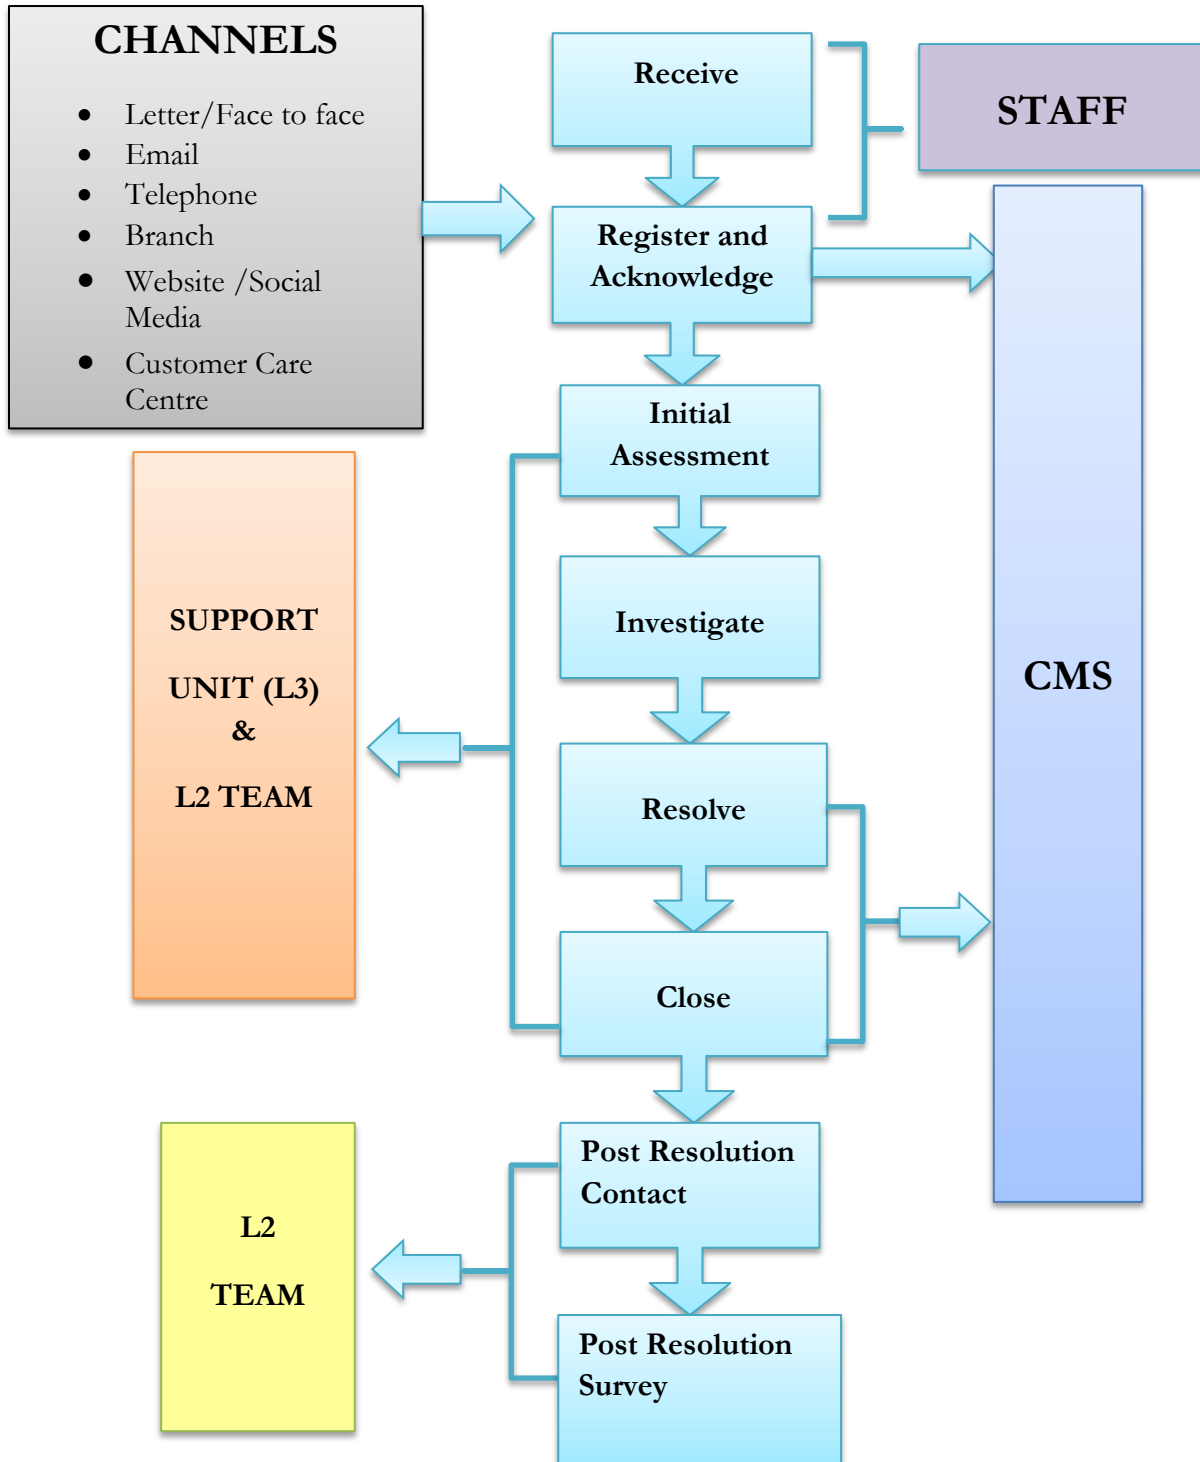 CHANNELS
• Letter/Face to face
• Email
• Telephone
• Branch
• Website /Social
Media
• Customer Care
Centre
Receive
STAFF
Register and
Acknowledge
Initial
Assessment
SUPPORT
UNIT (L3)
&
L2 TEAM
Investigate
CMS
Resolve
Close
Post Resolution
Contact
L2
TEAM
Post Resolution
Survey